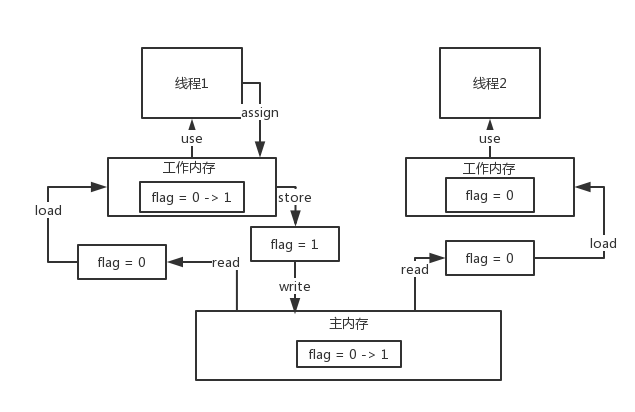 线程1
线程2
assign
use
use
工作内存
flag = 0 -> 1
工作内存
flag = 0
load
store
flag = 1
load
flag = 0
read
read
flag = 0
write
主内存
flag = 0 -> 1